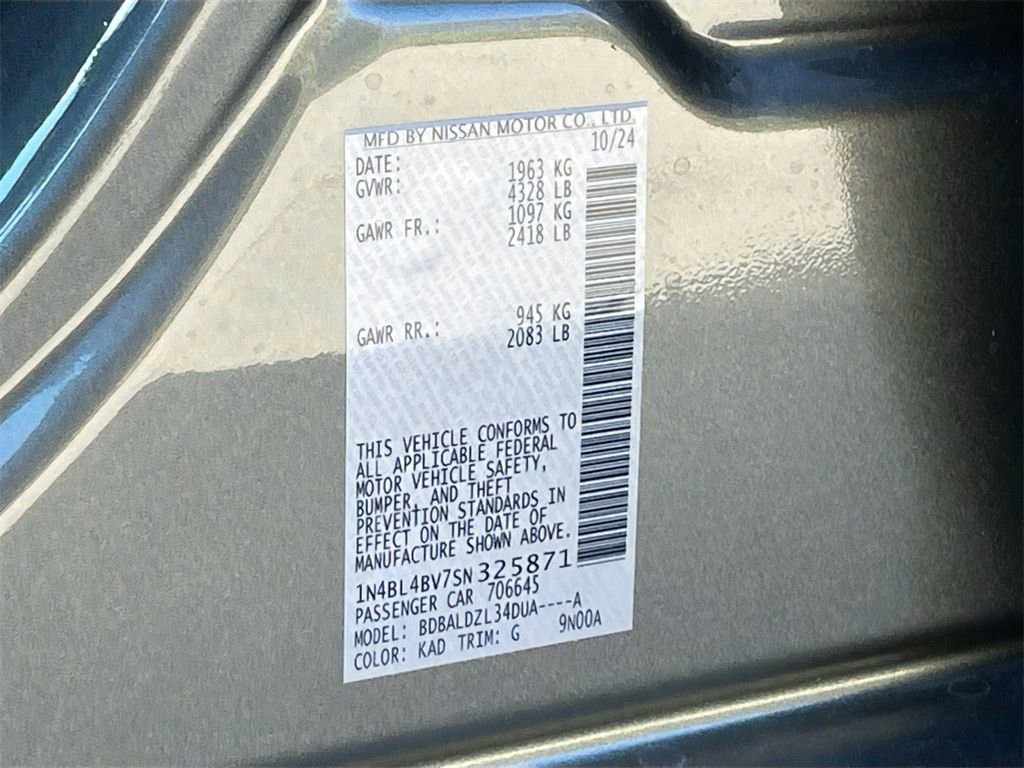 MFD BY NISSAN MOTOR CO., LTD.
DATE: 10/24
GVWR: 1963 KG
4328 LB
GAWR FR.: 1097 KG
2418 LB
GAWR RR.: 945 KG
2083 LB
THIS VEHICLE CONFORMS TO
ALL APPLICABLE FEDERAL
MOTOR VEHICLE SAFETY,
BUMPER, AND THEFT
PREVENTION STANDARDS IN
EFFECT ON THE DATE OF
MANUFACTURE SHOWN ABOVE.
1N4BL4BV7SN325871
PASSENGER CAR 706645
MODEL: BDBALDZL34DUA----A
COLOR: KAD TRIM: G 9N00A